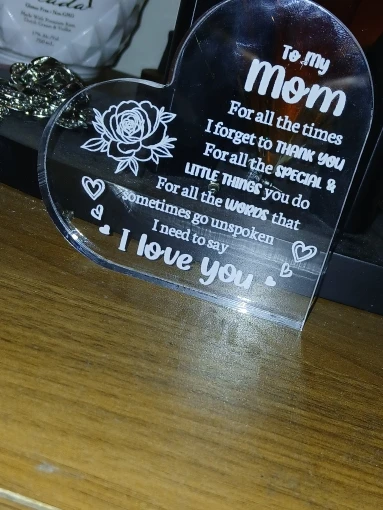 To My
Mom
For all the times
I forget to THANK YOU
For all the SPECIAL &
LITTLE THINGS you do
For all the WORDS that
sometimes go unspoken
I need to say
I love you